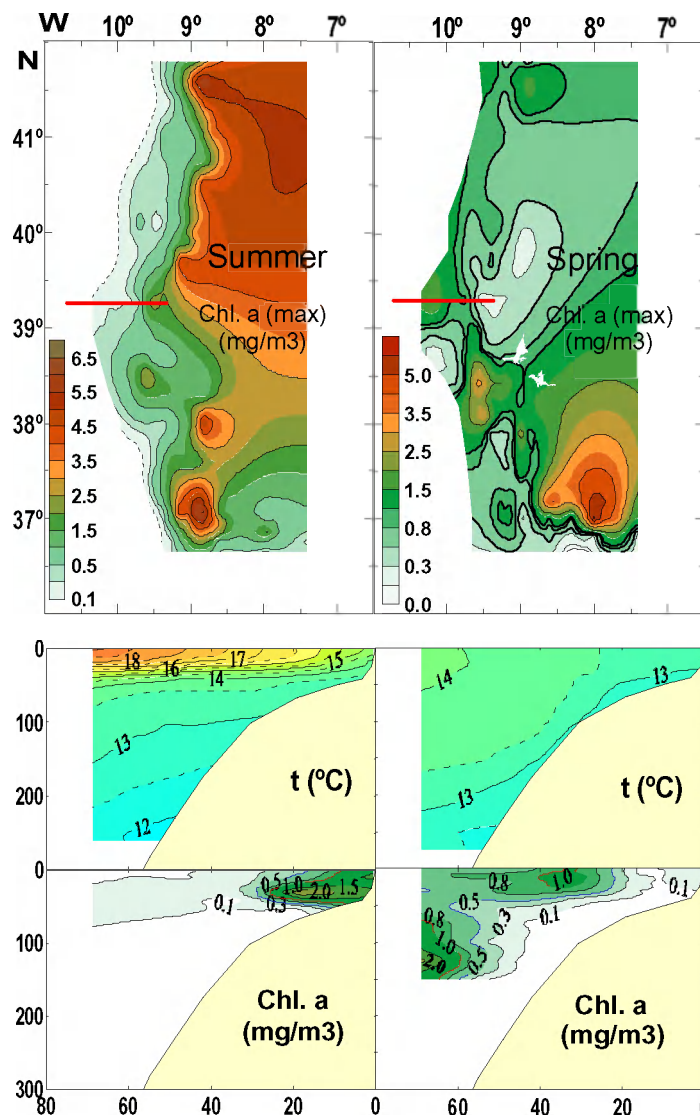 W
10º 9º 8º 7º
10º 9º 8º 7º
N
41º
40º
39º
38º
37º
Summer
Chl. a (max)
(mg/m3)
6.5
5.5
4.5
3.5
2.5
1.5
0.5
0.1
Spring
Chl. a (max)
(mg/m3)
5.0
3.5
2.5
1.5
0.8
0.3
0.0
0
100
200
0
18 16 17 15
14
13
12
t (ºC)
14
13
13
t (ºC)
0.5 1.0 2.0 1.5
0.1
0.3
Chl. a
(mg/m3)
0.8 1.0 0.1
0.5
0.3 0.1
0.8
1.0
2.0
0.5
Chl. a
(mg/m3)
100
200
300
80 60 40 20 0
80 60 40 20 0